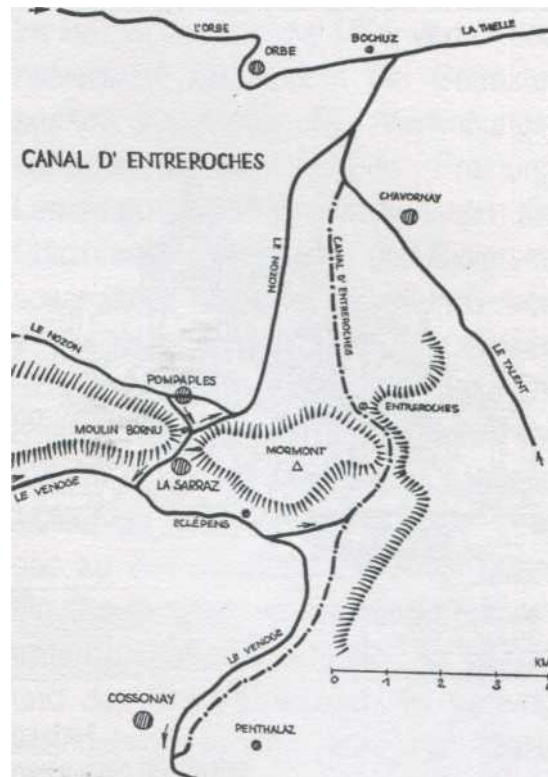 L'ORBE
ORBE
BOCHUZ
LA THIELLE
CANAL D' ENTREROCHES
CHAVORNAY
LE NOZON
CANAL D'ENTREROCHES
LE NOZON
LE TALENT
POMPAPLES
ENTREROCHES
MOULIN BORNU
MORMONT
LA SARRAZ
LE VENOGE
ECLÉPENS
KM
0 1 2 3 4
LE VENOGE
COSSONAY
PENTHALAZ